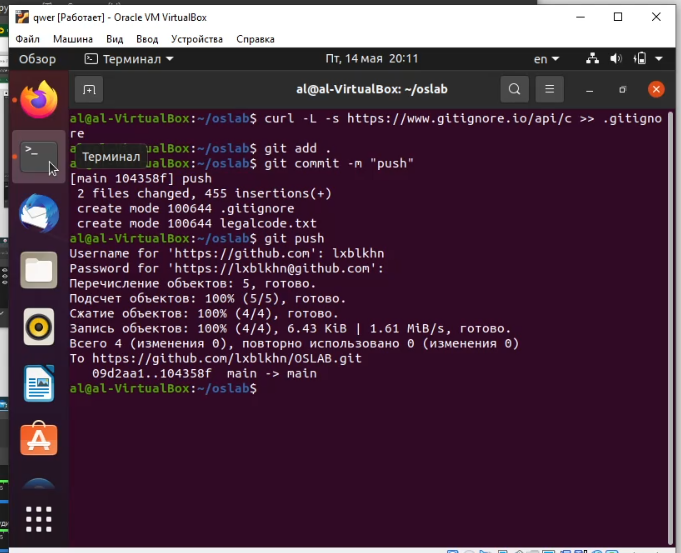 qwer [Работает] - Oracle VM VirtualBox
Файл Машина Вид Ввод Устройства Справка
Обзор Терминал Пт, 14 мая 20:11 en
al@al-VirtualBox: ~/oslab
al@al-VirtualBox:~/oslab$ curl -L -s https://www.gitignore.io/api/c >> .gitigno
re
al@al-VirtualBox:~/oslab$ git add .
al@al-VirtualBox:~/oslab$ git commit -m "push"
Терминал
[main 104358f] push
2 files changed, 455 insertions(+)
create mode 100644 .gitignore
create mode 100644 legalcode.txt
al@al-VirtualBox:~/oslab$ git push
Username for 'https://github.com': lxblkhn
Password for 'https://lxblkhn@github.com':
Перечисление объектов: 5, готово.
Подсчет объектов: 100% (5/5), готово.
Сжатие объектов: 100% (4/4), готово.
Запись объектов: 100% (4/4), 6.43 KiB | 1.61 MiB/s, готово.
Всего 4 (изменения 0), повторно использовано 0 (изменения 0)
To https://github.com/lxblkhn/OSLAB.git
09d2aa1..104358f main -> main
al@al-VirtualBox:~/oslab$